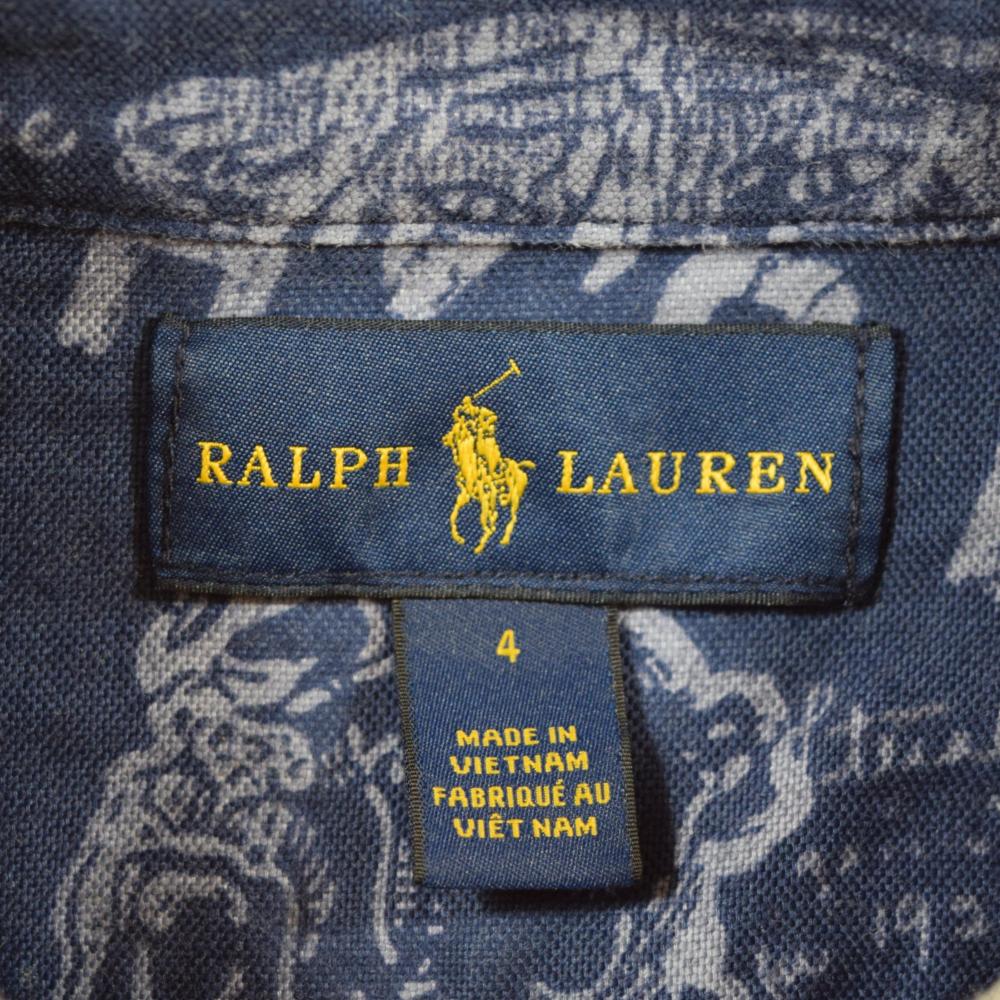 RALPH LAUREN
4
MADE IN
VIETNAM
FABRIQUÉ AU
VIÊT NAM